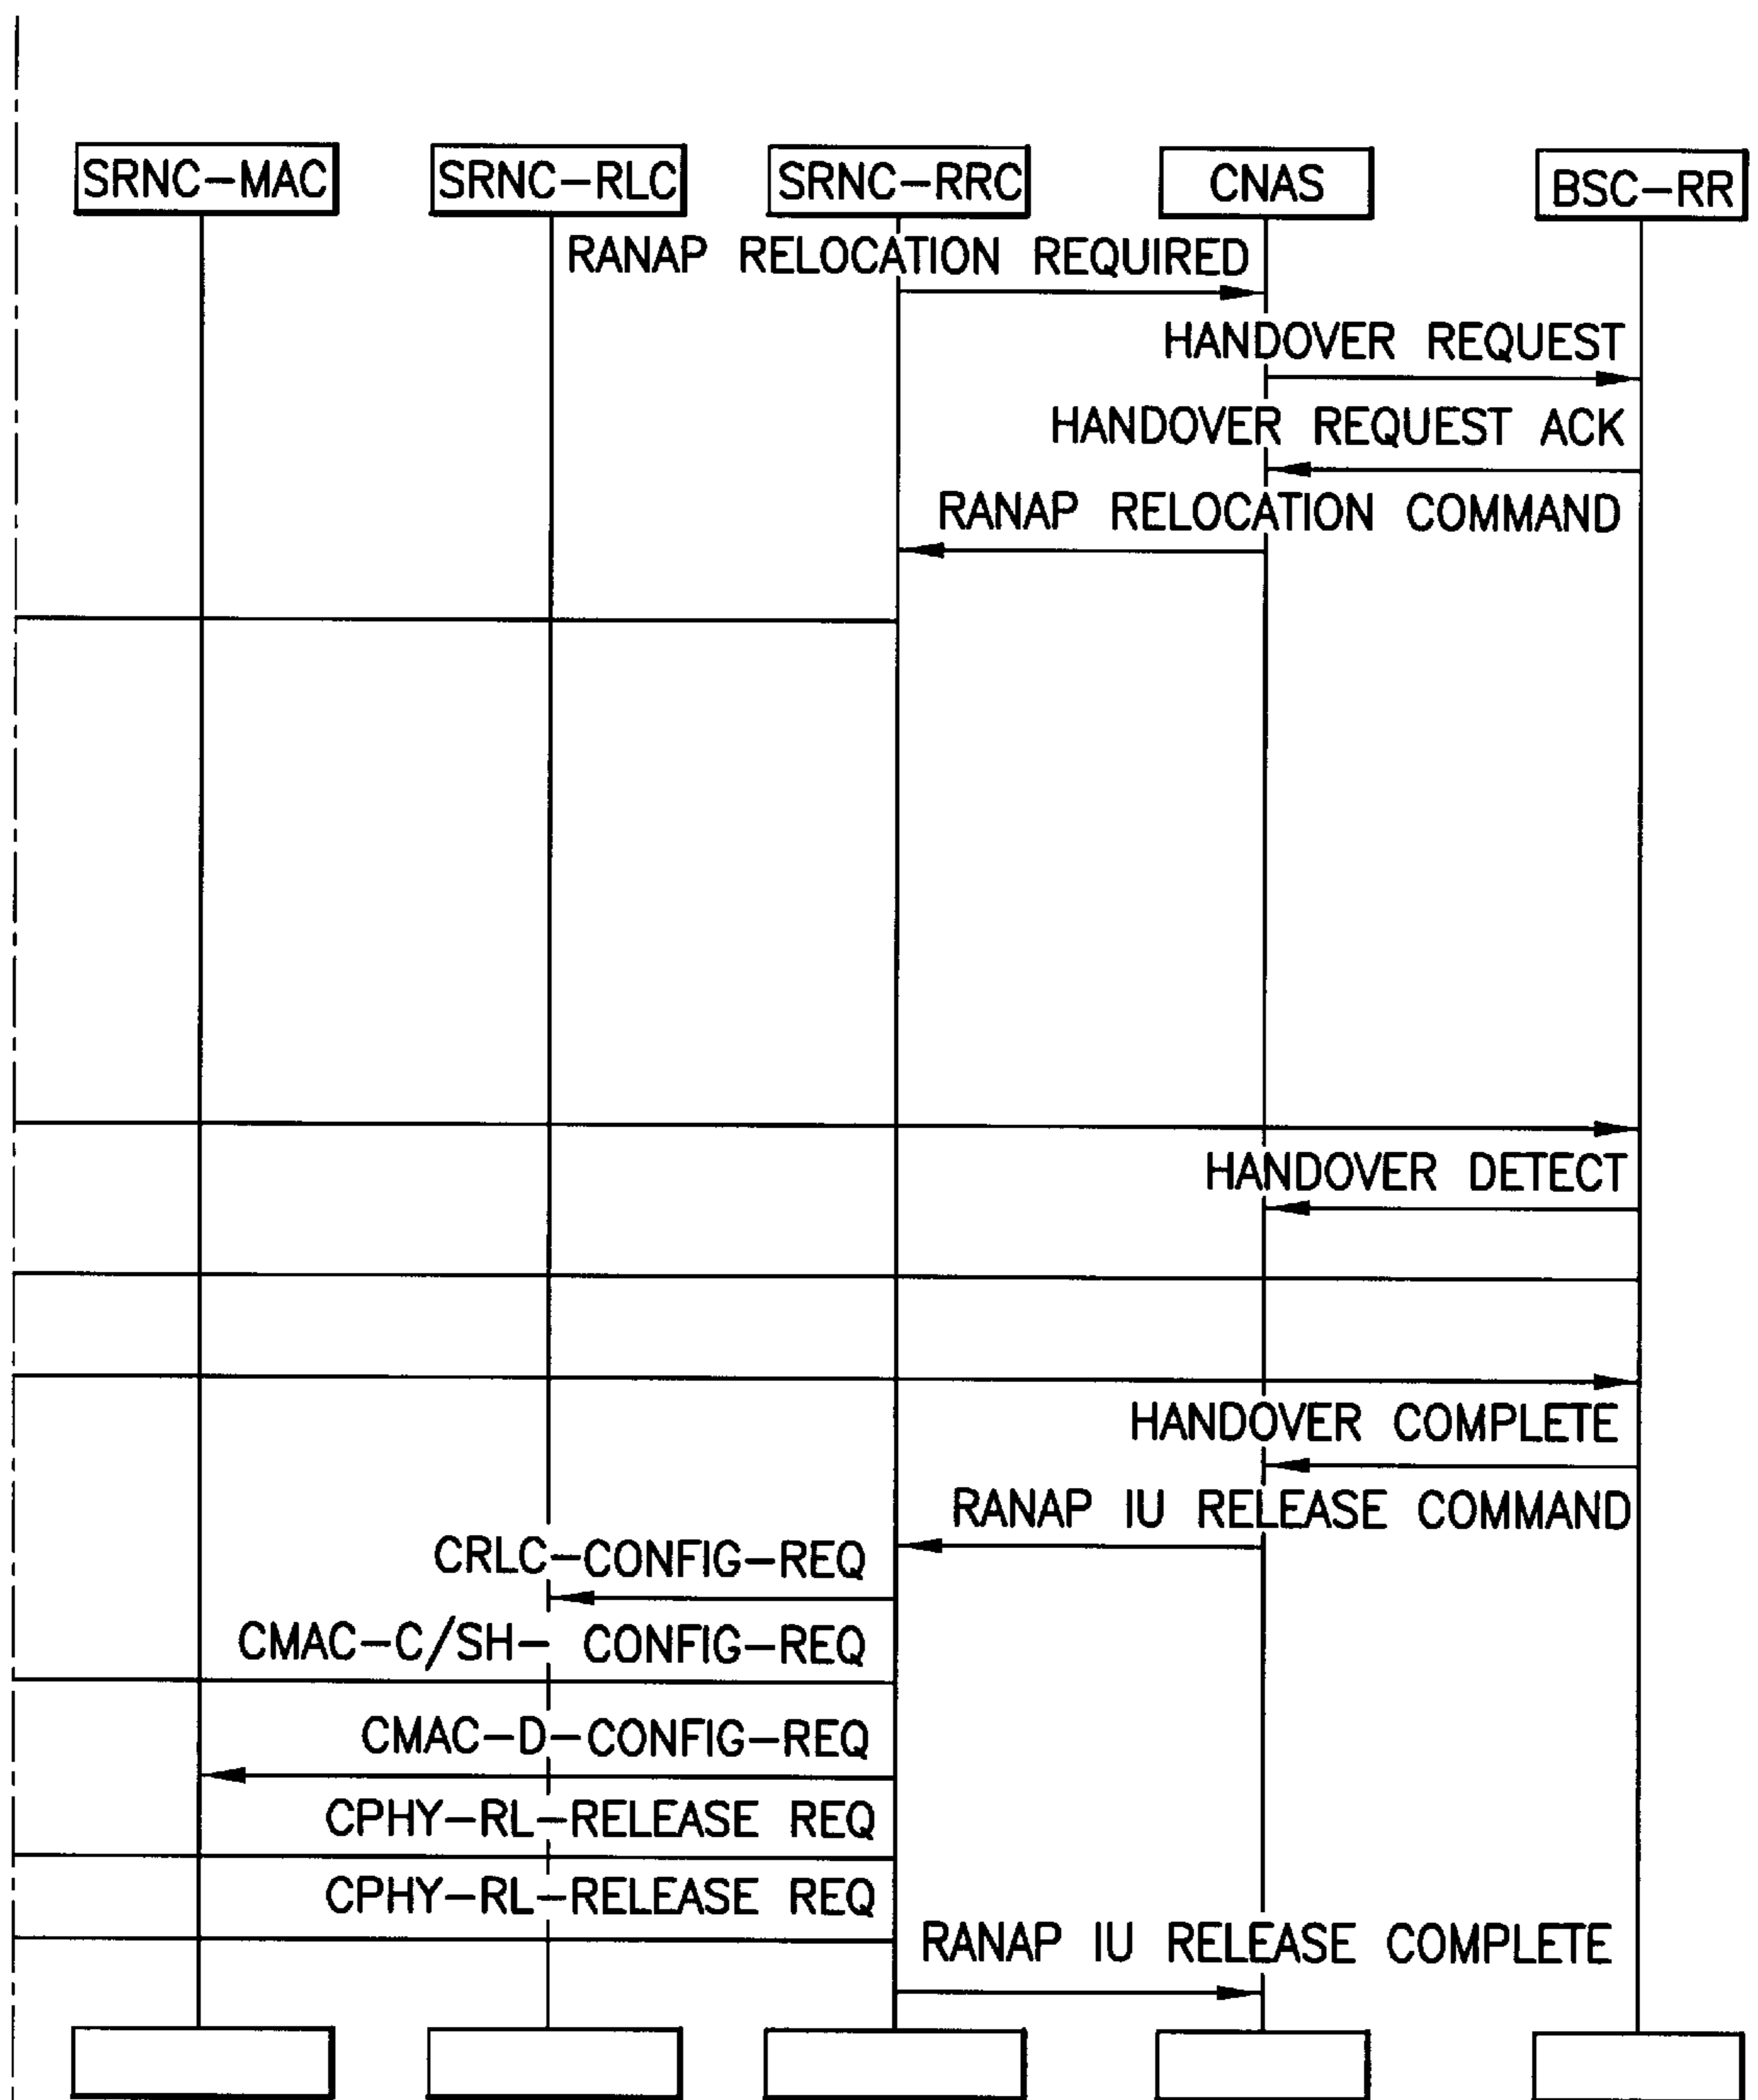 SRNC-MAC
SRNC-RLC
SRNC-RRC
CNAS
BSC-RR
RANAP RELOCATION REQUIRED
HANDOVER REQUEST
HANDOVER REQUEST ACK
RANAP RELOCATION COMMAND
HANDOVER DETECT
HANDOVER COMPLETE
RANAP IU RELEASE COMMAND
CRLC-CONFIG-REQ
CMAC-C/SH- CONFIG-REQ
CMAC-D-CONFIG-REQ
CPHY-RL-RELEASE REQ
CPHY-RL-RELEASE REQ
RANAP IU RELEASE COMPLETE